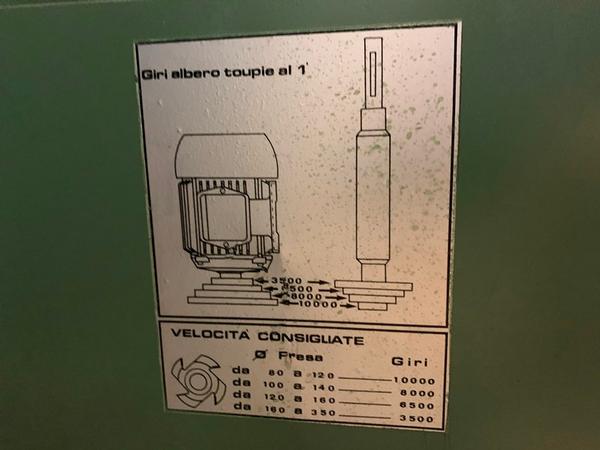 Giri albero toupie al 1'
3500
6500
8000
10000
VELOCITÀ CONSIGLIATE
Ø Fresa Giri
da 80 a 120 10000
da 100 a 140 8000
da 120 a 160 6500
da 160 a 350 3500